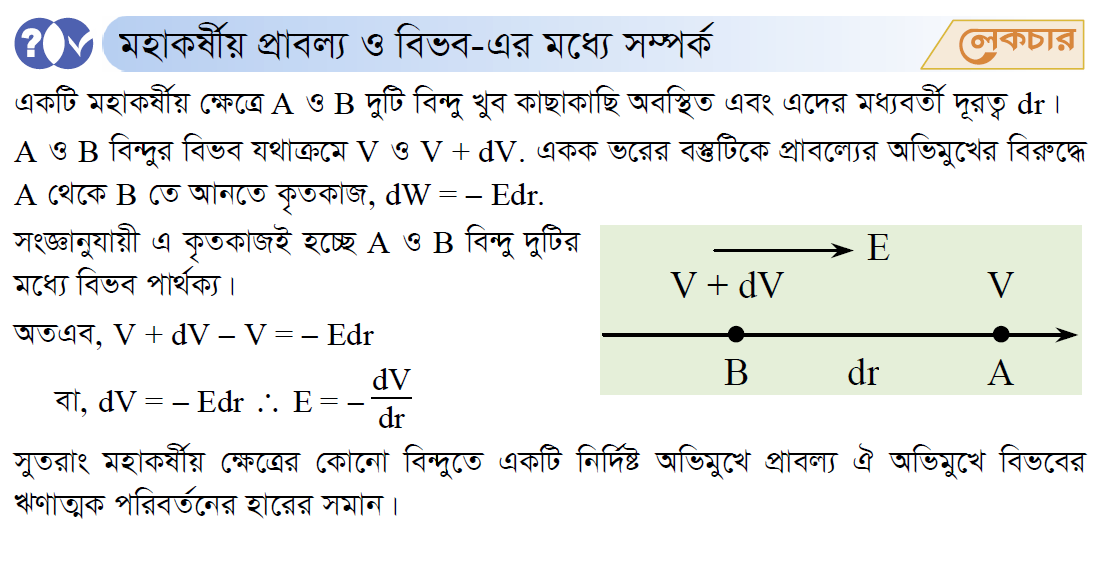 মহাকর্ষীয় প্রাবল্য ও বিভব-এর মধ্যে সম্পর্ক
লেকচার
একটি মহাকর্ষীয় ক্ষেত্রে A ও B দুটি বিন্দু খুব কাছাকাছি অবস্থিত এবং এদের মধ্যবর্তী দূরত্ব dr।
A ও B বিন্দুর বিভব যথাক্রমে V ও V + dV. একক ভরের বস্তুটিকে প্রাবল্যের অভিমুখের বিরুদ্ধে
A থেকে B তে আনতে কৃতকাজ, dW = – Edr.
সংজ্ঞানুযায়ী এ কৃতকাজই হচ্ছে A ও B বিন্দু দুটির
মধ্যে বিভব পার্থক্য।
অতএব, V + dV – V = – Edr
বা, dV = – Edr ∴ E = – dV/dr
E
V + dV V
B dr A
সুতরাং মহাকর্ষীয় ক্ষেত্রের কোনো বিন্দুতে একটি নির্দিষ্ট অভিমুখে প্রাবল্য ঐ অভিমুখে বিভবের
ঋণাত্মক পরিবর্তনের হারের সমান।